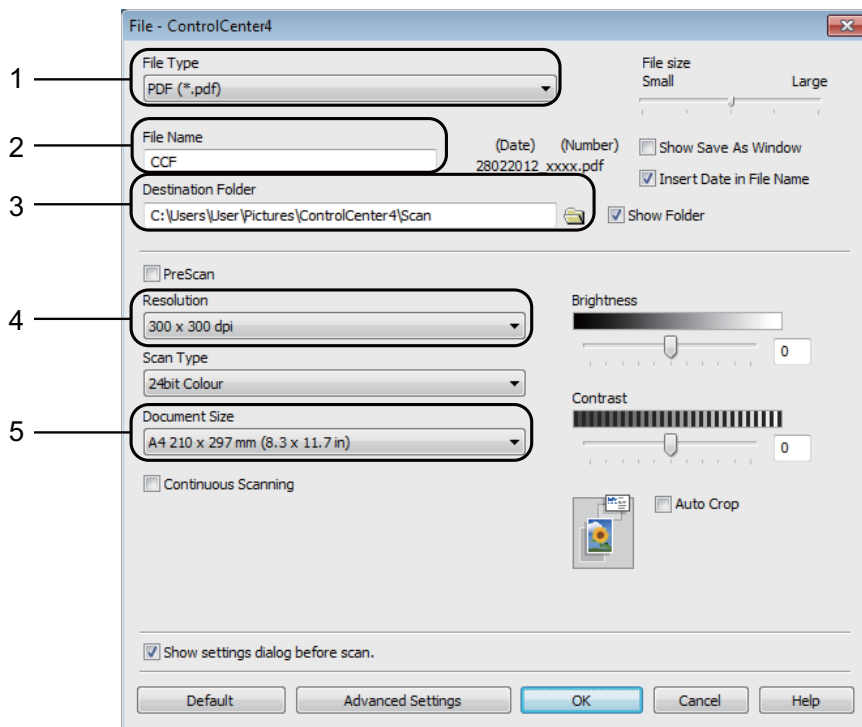 File - ControlCenter4
1
File Type
PDF (*.pdf)
File size
Small Large
2
File Name
CCF
(Date) (Number)
28022012_xxxx.pdf
Show Save As Window
Insert Date in File Name
3
Destination Folder
C:\Users\User\Pictures\ControlCenter4\Scan
Show Folder
PreScan
4
Resolution
300 x 300 dpi
Scan Type
24bit Colour
5
Document Size
A4 210 x 297 mm (8.3 x 11.7 in)
Continuous Scanning
Brightness
0
Contrast
0
Auto Crop
Show settings dialog before scan.
Default Advanced Settings OK Cancel Help